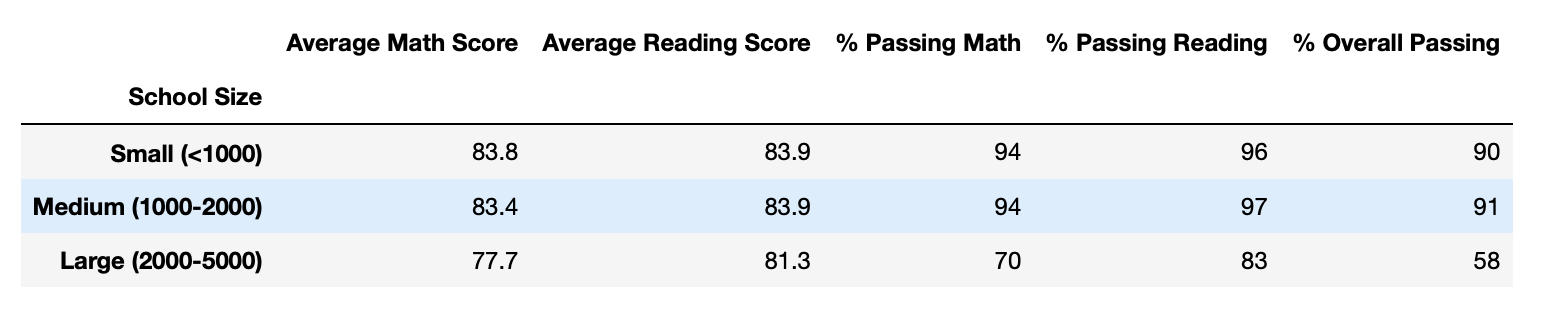 Average Math Score Average Reading Score % Passing Math % Passing Reading % Overall Passing
School Size
Small (<1000) 83.8 83.9 94 96 90
Medium (1000-2000) 83.4 83.9 94 97 91
Large (2000-5000) 77.7 81.3 70 83 58